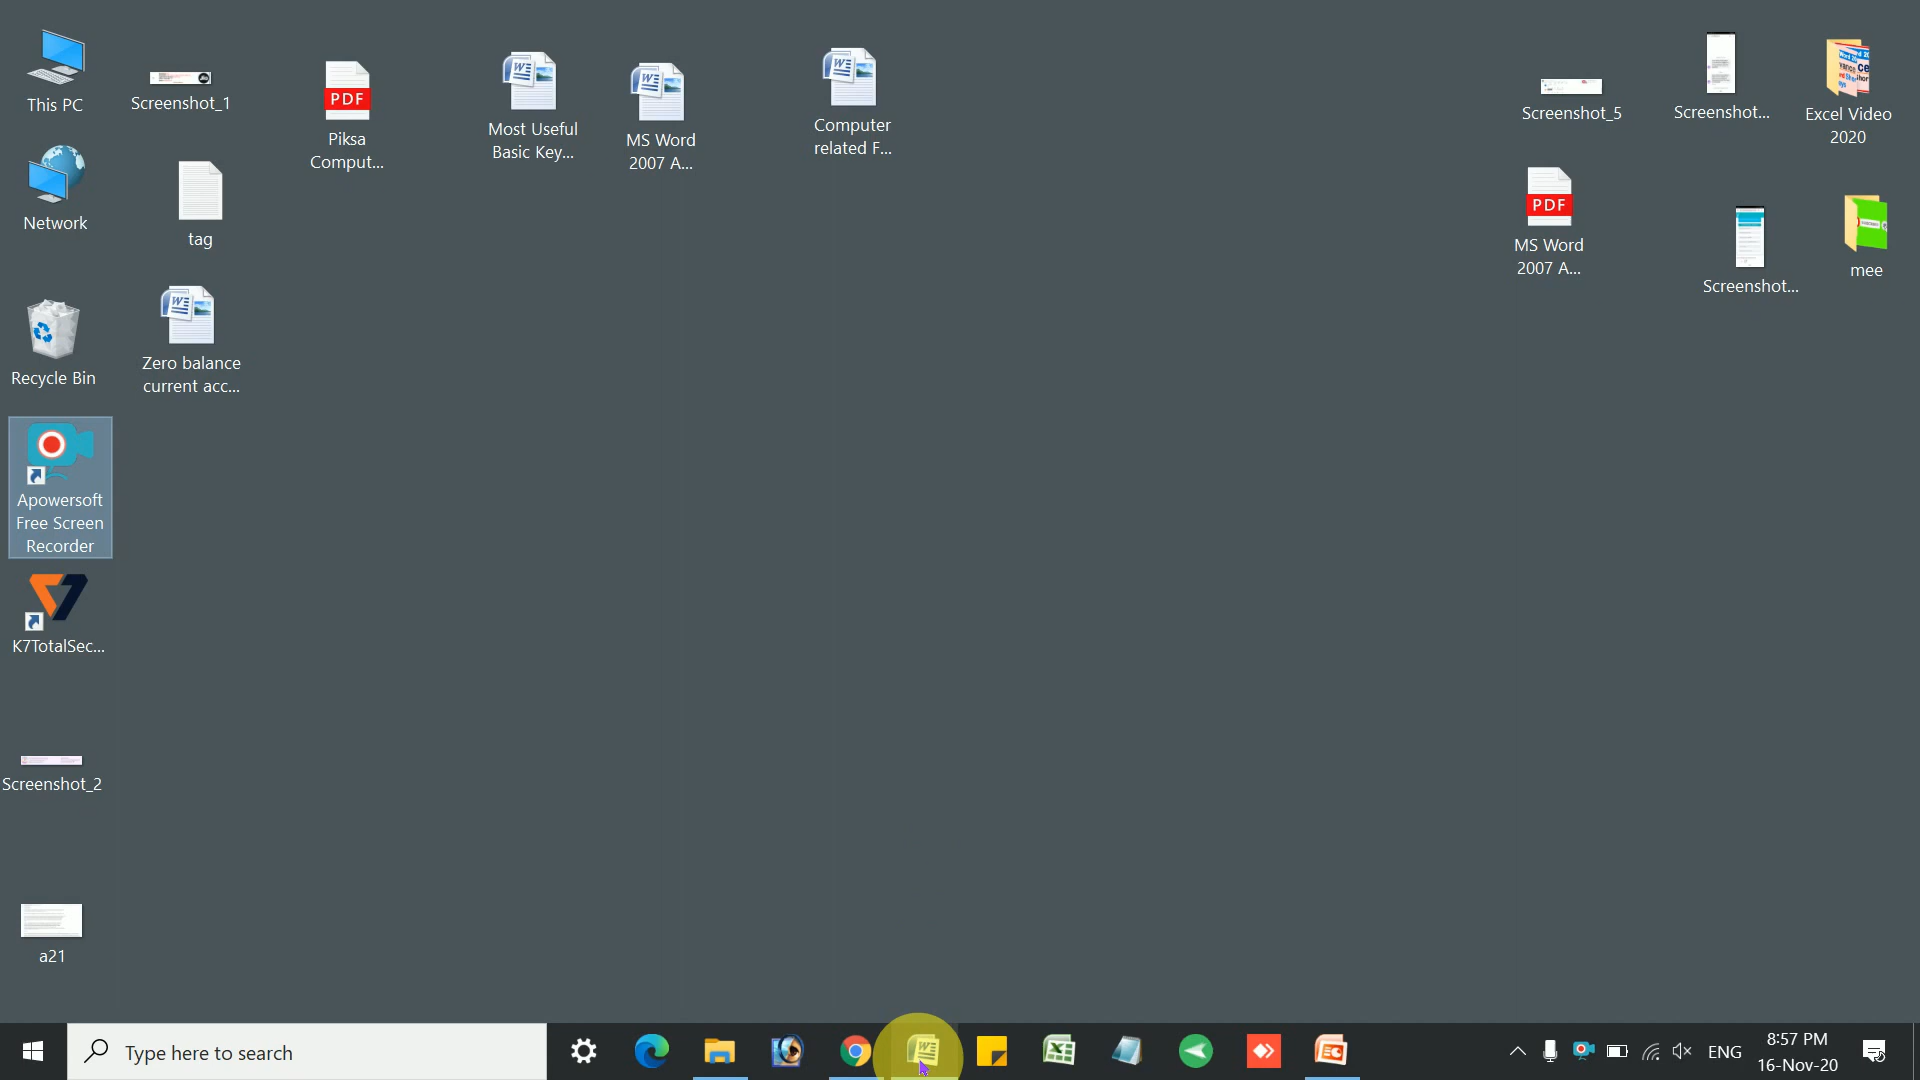 This PC
Screenshot_1
PDF
Piksa
Comput...
Most Useful
Basic Key...
MS Word
2007 A...
Computer
related F...
Screenshot_5
Screenshot...
Excel Video
2020
Network
tag
PDF
MS Word
2007 A...
Screenshot...
mee
Recycle Bin
Zero balance
current acc...
Apowersoft
Free Screen
Recorder
K7TotalSec...
Screenshot_2
a21
Type here to search
ENG
8:57 PM
16-Nov-20